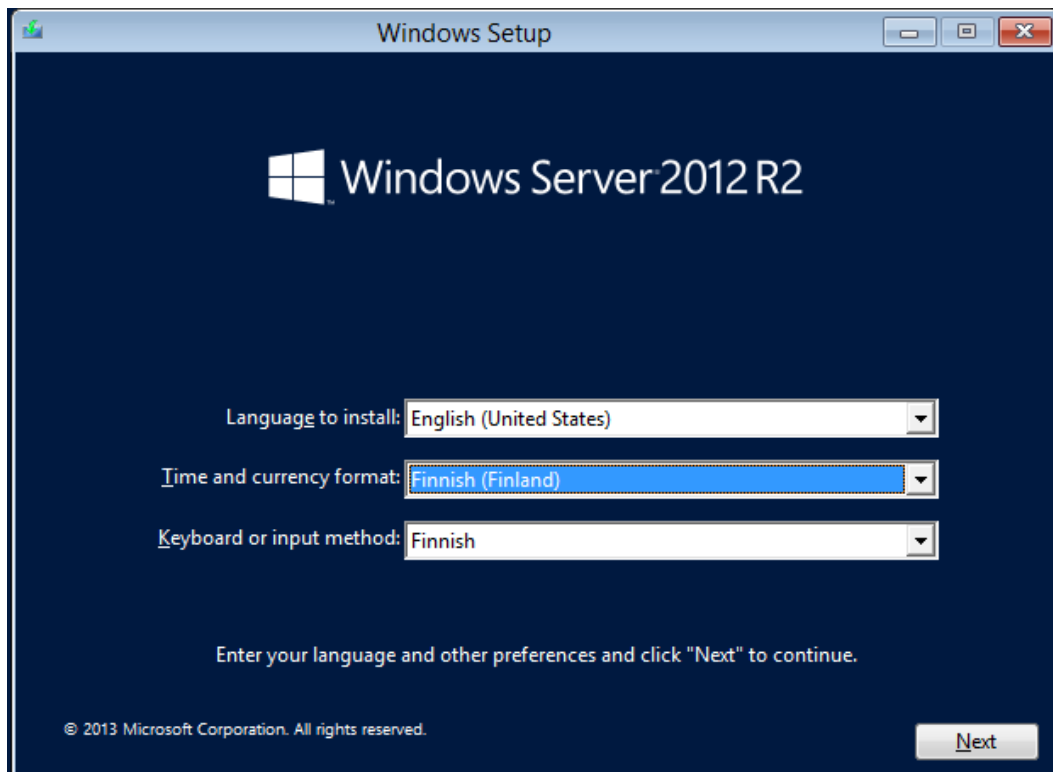 Windows Setup
Windows Server 2012 R2
Language to install: English (United States)
Time and currency format: Finnish (Finland)
Keyboard or input method: Finnish
Enter your language and other preferences and click "Next" to continue.
© 2013 Microsoft Corporation. All rights reserved.
Next